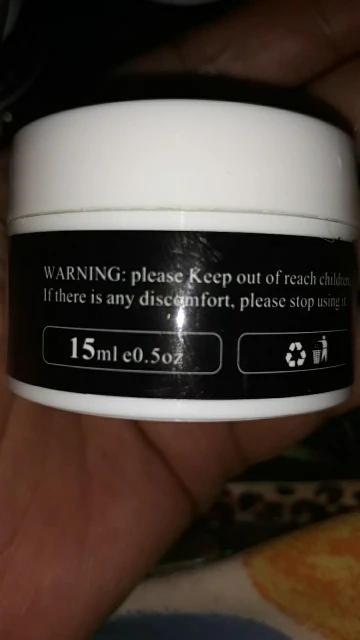 WARNING: please Keep out of reach children,
If there is any discomfort, please stop using it
15ml e0.5oz